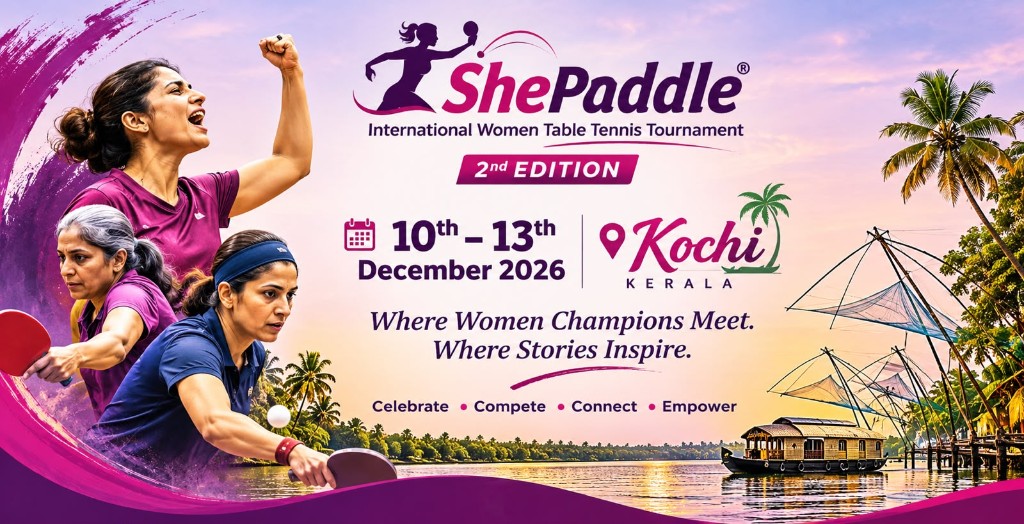 ShePaddle®
International Women Table Tennis Tournament
2nd EDITION
10th – 13th
December 2026
Kochi
KERALA
Where Women Champions Meet.
Where Stories Inspire.
Celebrate • Compete • Connect • Empower